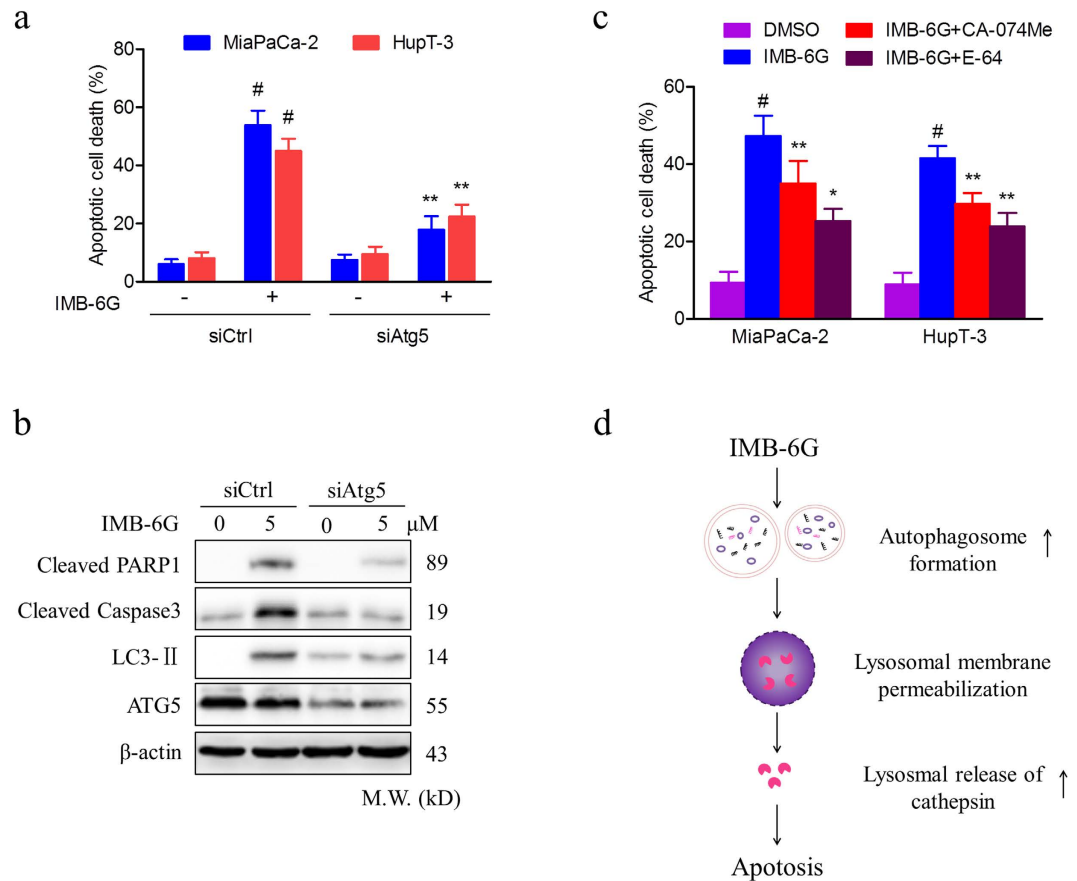 a
MiaPaCa-2 HupT-3
Apoptotic cell death (%)
80
60
40
20
0
# # ** **
IMB-6G - + - +
siCtrl siAtg5
b
siCtrl siAtg5
IMB-6G 0 5 0 5 μM
Cleaved PARP1 89
Cleaved Caspase3 19
LC3-Ⅱ 14
ATG5 55
β-actin 43
M.W. (kD)
c
DMSO IMB-6G+CA-074Me
IMB-6G IMB-6G+E-64
Apoptotic cell death (%)
60
40
20
0
# ** * # ** **
MiaPaCa-2 HupT-3
d
IMB-6G
Autophagosome ↑
formation
Lysosomal membrane
permeabilization
Lysosmal release of ↑
cathepsin
Apotosis